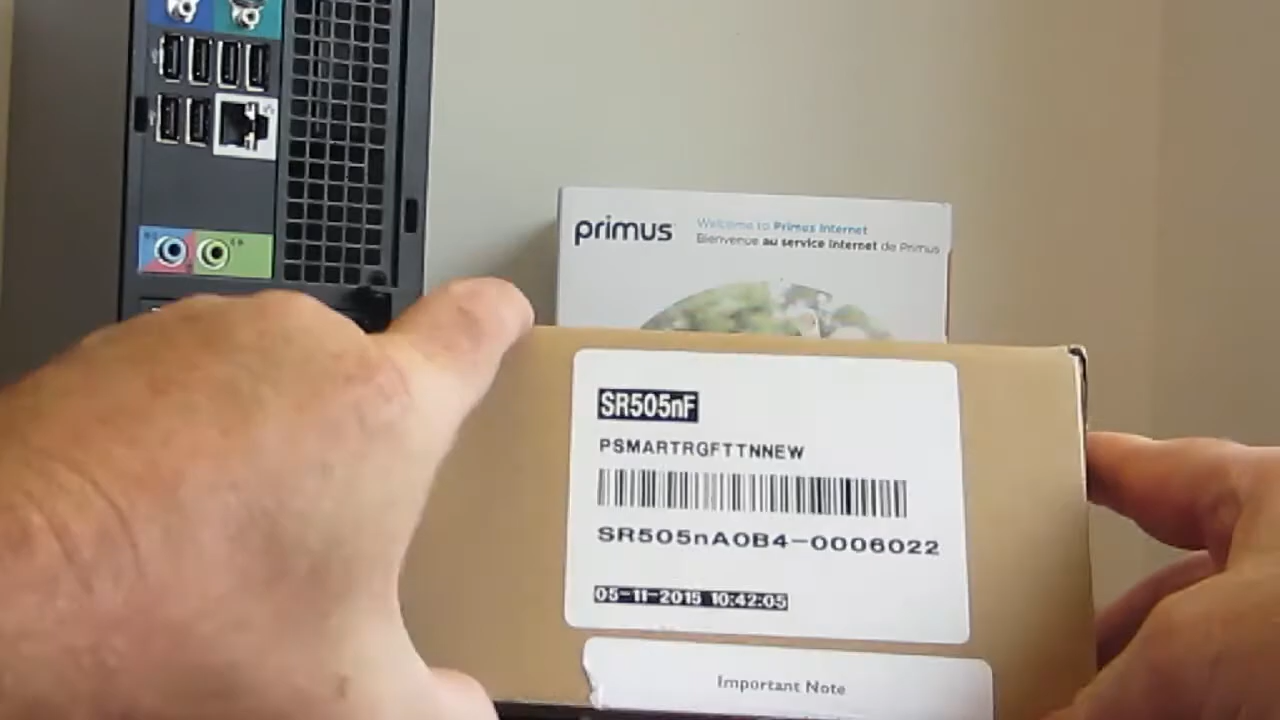 primus
Welcome to Primus Internet
Bienvenue au service Internet de Primus
SR505nF
PSMARTRGFTTNNEW
SR505nA0B4-0006022
05-11-2015 10:42:05
Important Note